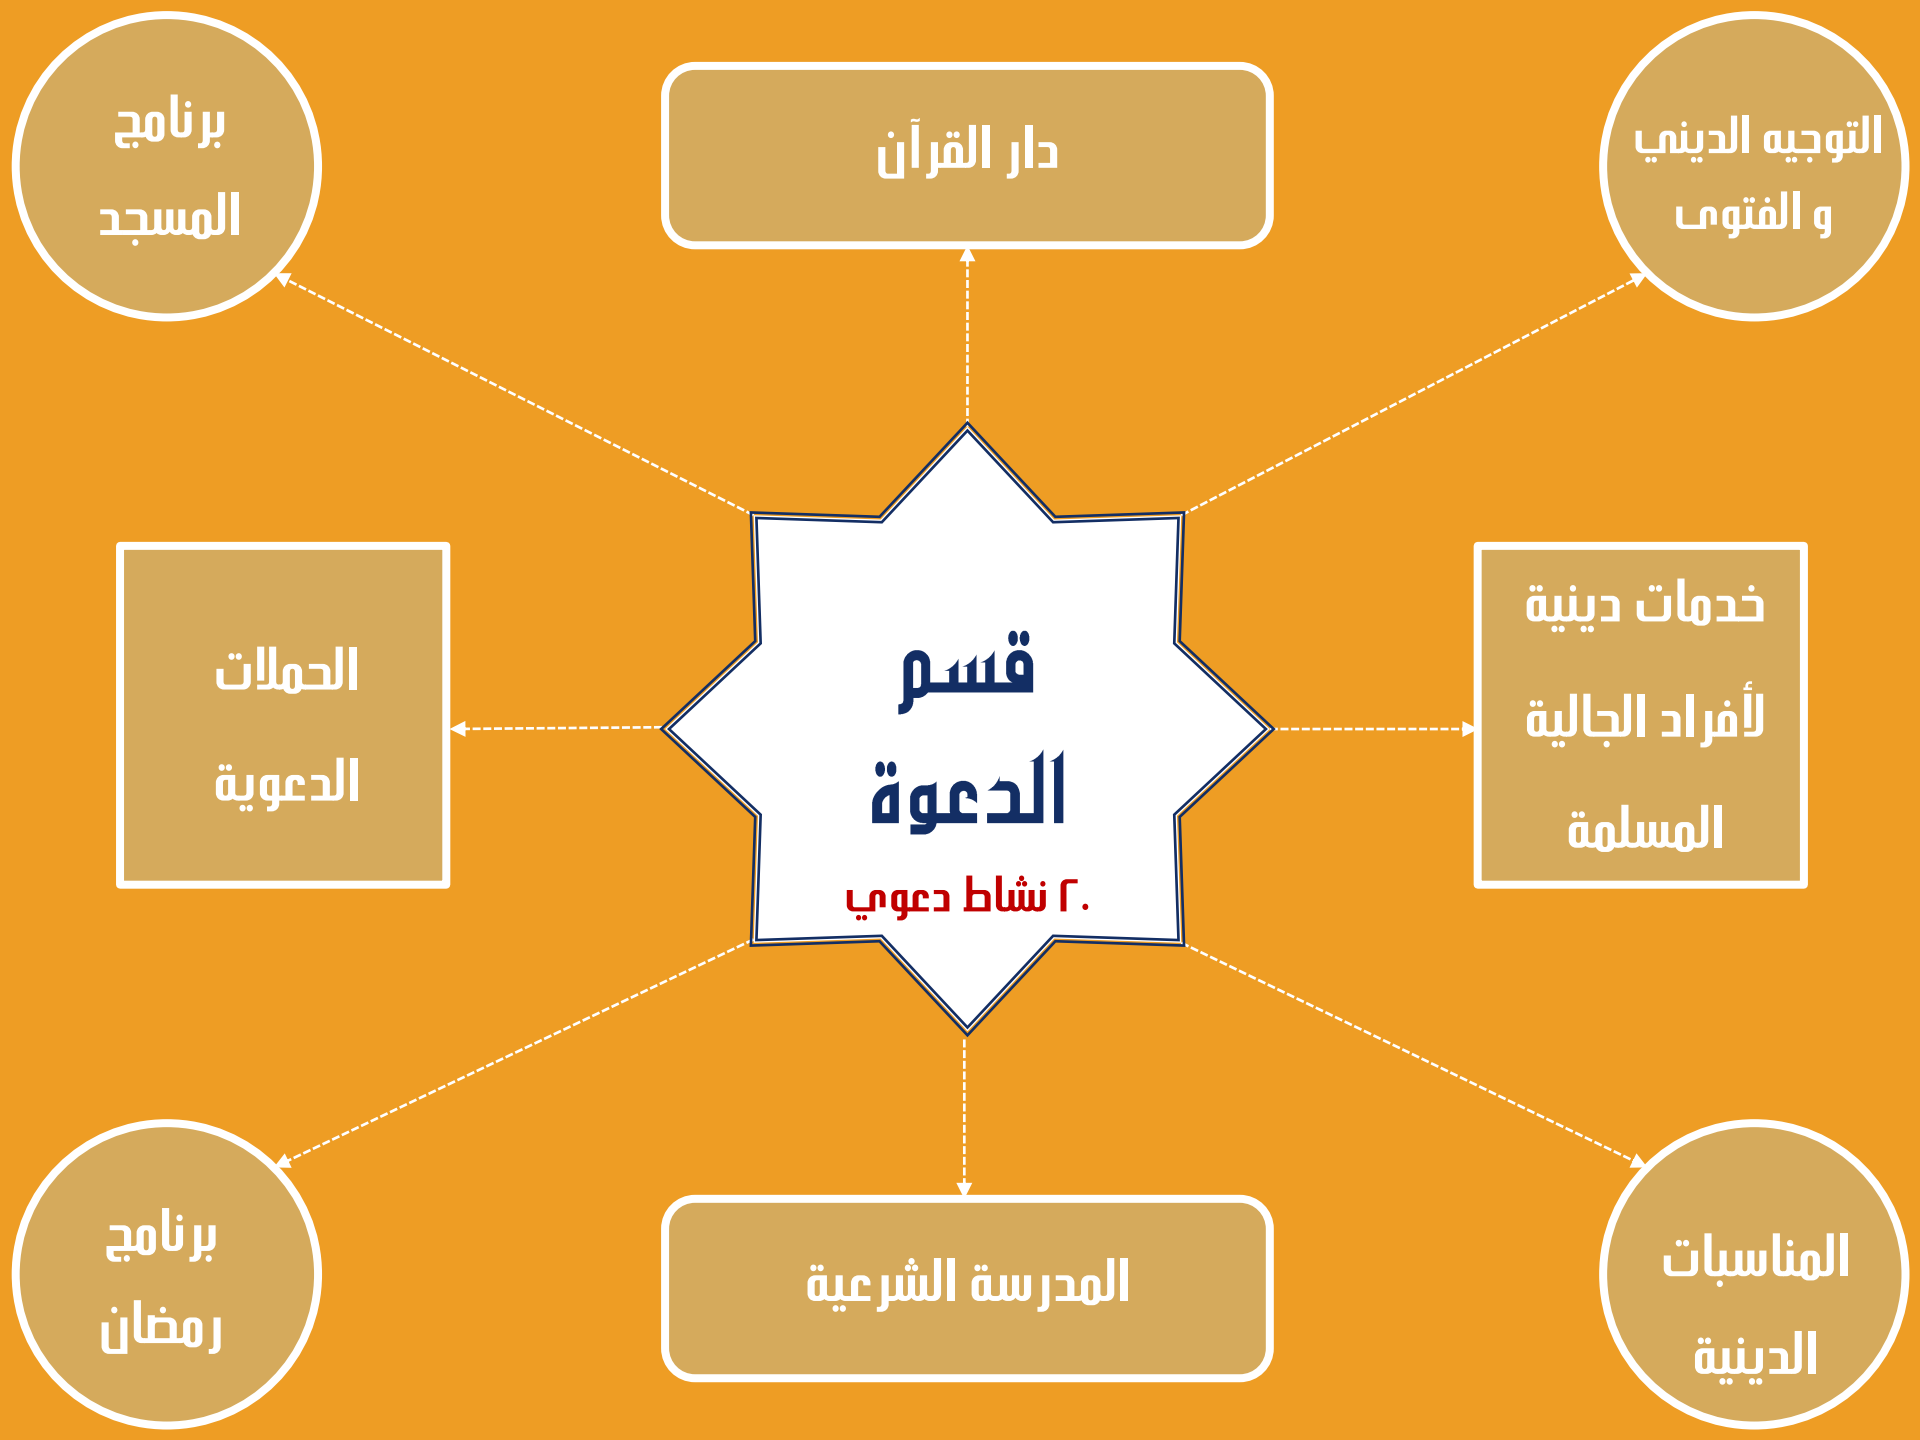 التوجيه الديني
و الفتوى
دار القرآن
برنامج
المسجد
خدمات دينية
لأفراد الجالية
المسلمة
قسم
الدعوة
٢٠ نشاط دعوي
الحملات
الدعوية
المناسبات
الدينية
المدرسة الشرعية
برنامج
رمضان